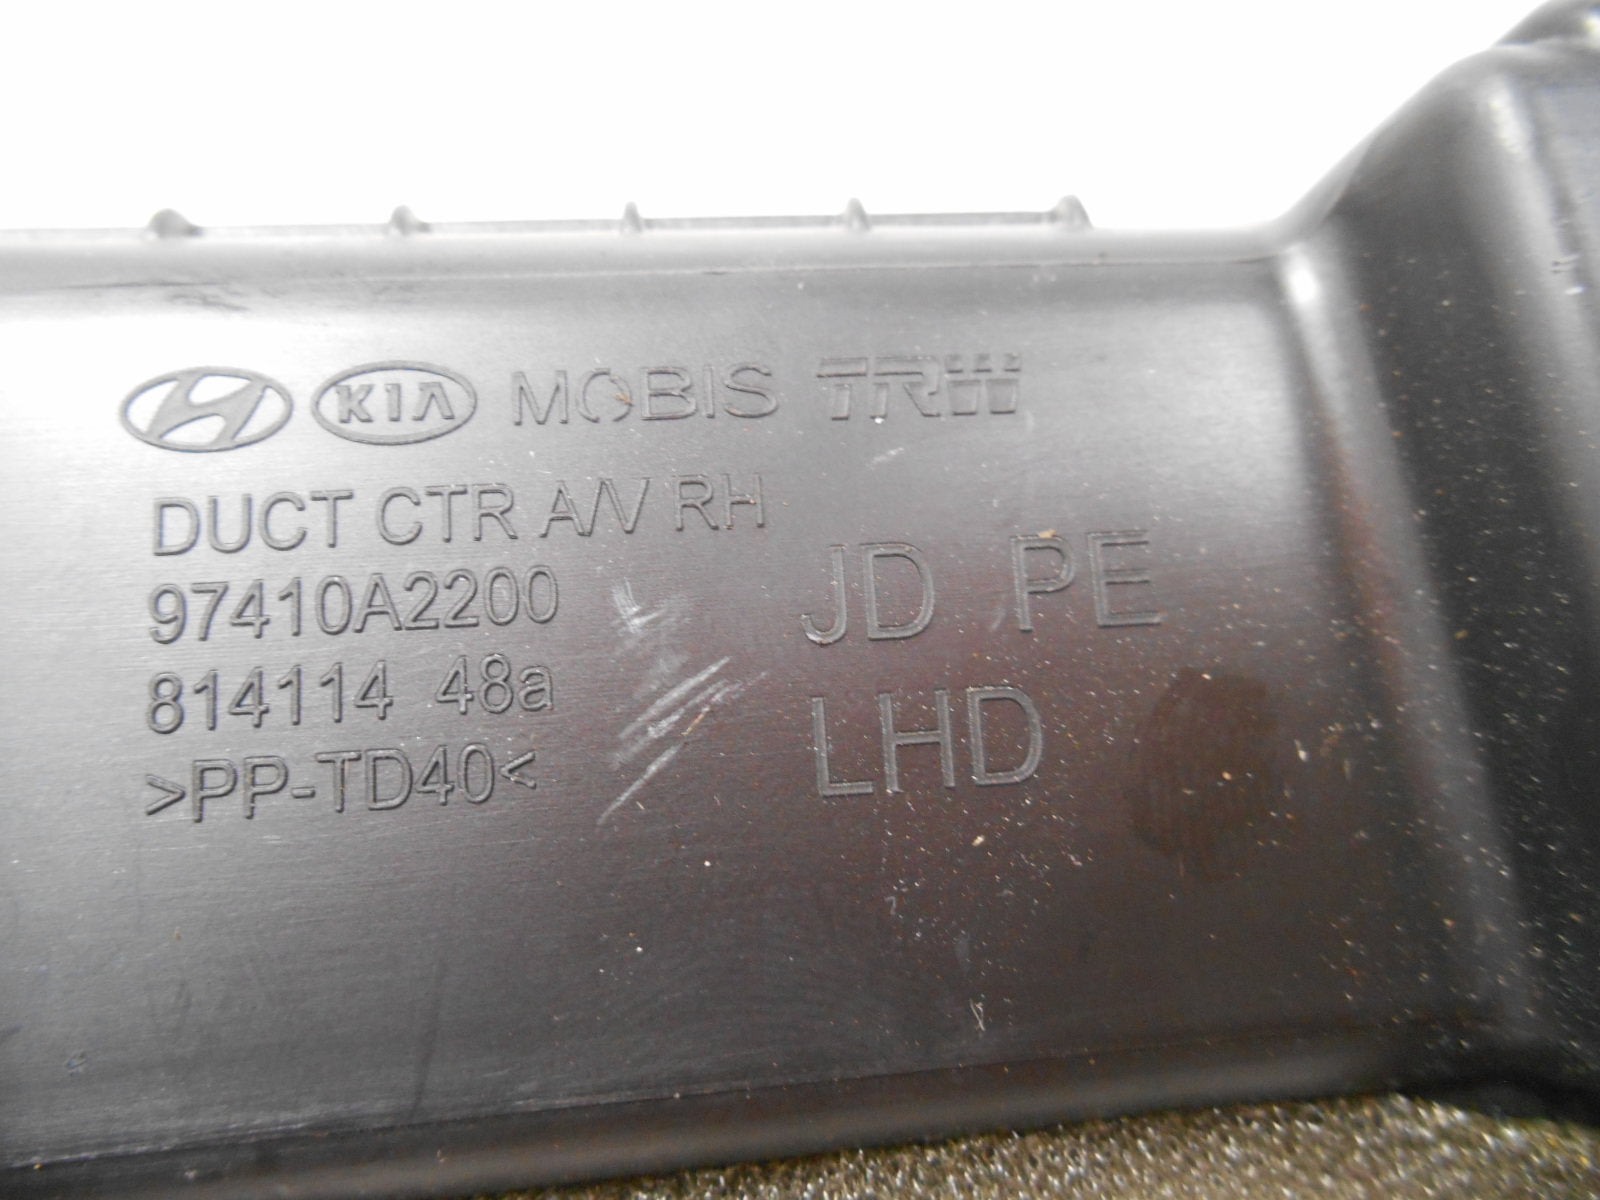 KIA MOBIS TRW
DUCT CTR A/V RH
97410A2200
814114 48a
>PP-TD40<
JD PE
LHD